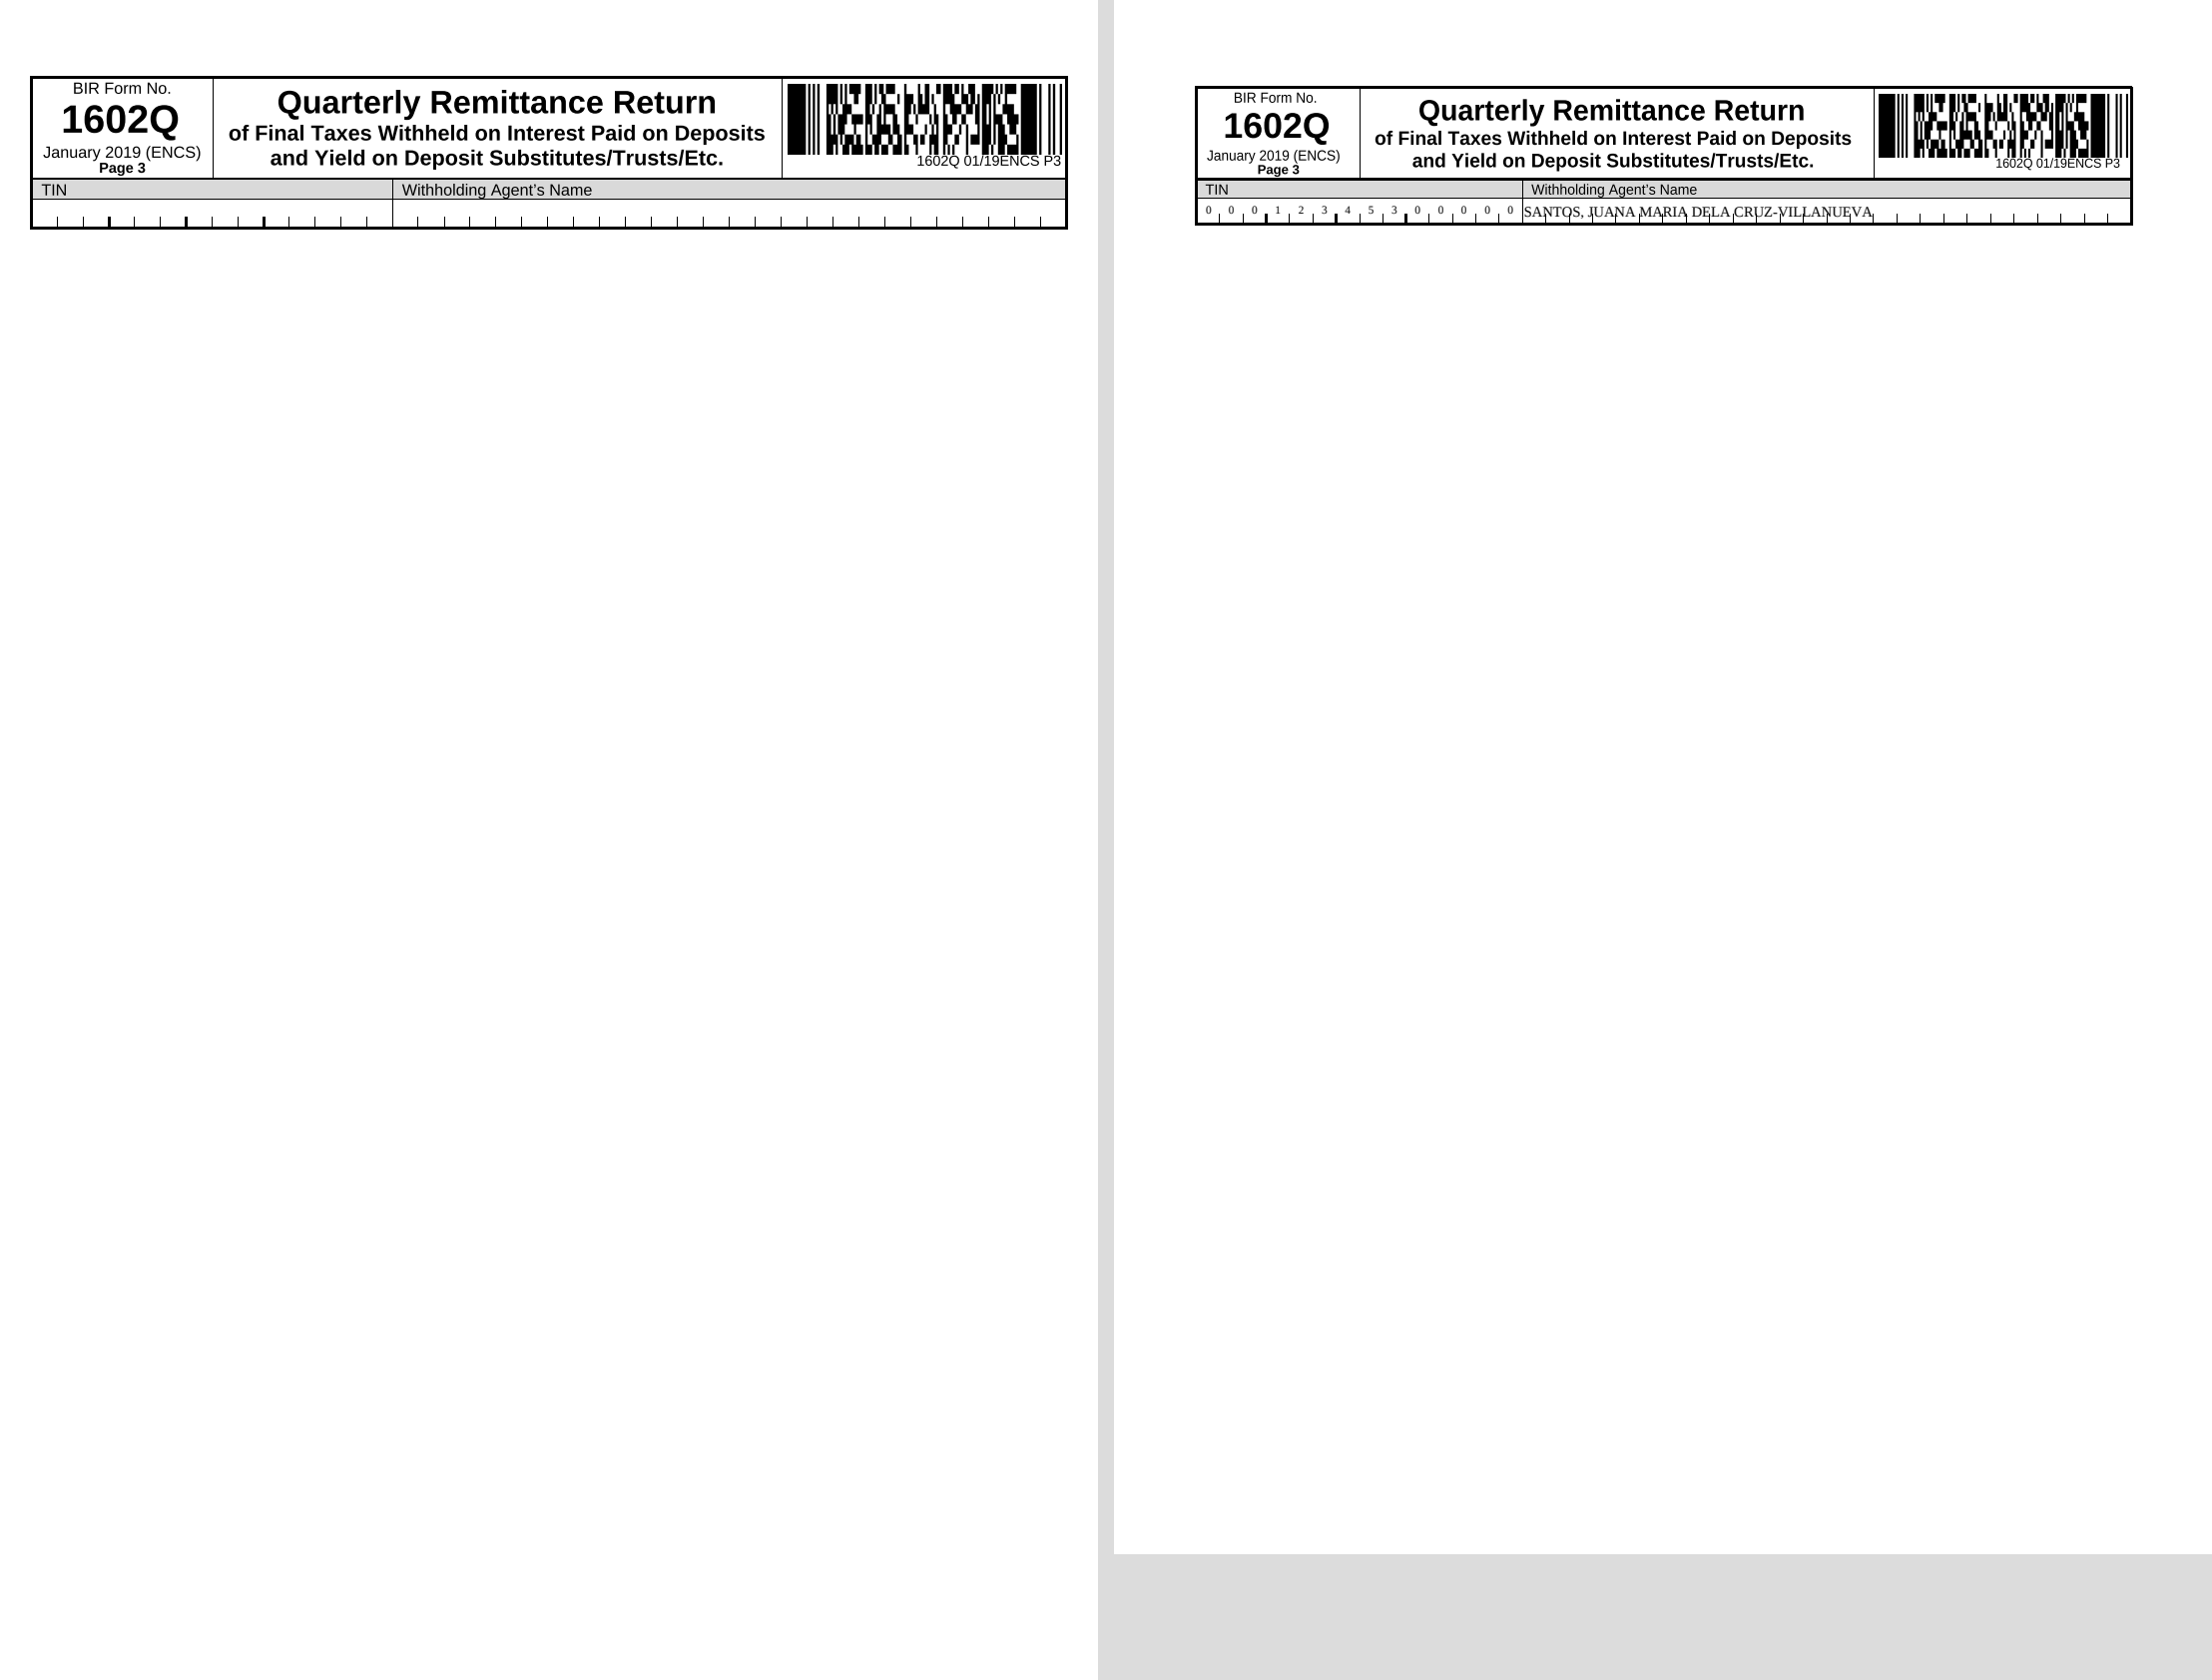 BIR Form No.
1602Q
January 2019 (ENCS)
Page 3
Quarterly Remittance Return
of Final Taxes Withheld on Interest Paid on Deposits
and Yield on Deposit Substitutes/Trusts/Etc.
1602Q 01/19ENCS P3
TIN
Withholding Agent’s Name
BIR Form No.
1602Q
January 2019 (ENCS)
Page 3
Quarterly Remittance Return
of Final Taxes Withheld on Interest Paid on Deposits
and Yield on Deposit Substitutes/Trusts/Etc.
1602Q 01/19ENCS P3
TIN
Withholding Agent’s Name
0 0 0 1 2 3 4 5 3 0 0 0 0 0
SANTOS, JUANA MARIA DELA CRUZ-VILLANUEVA